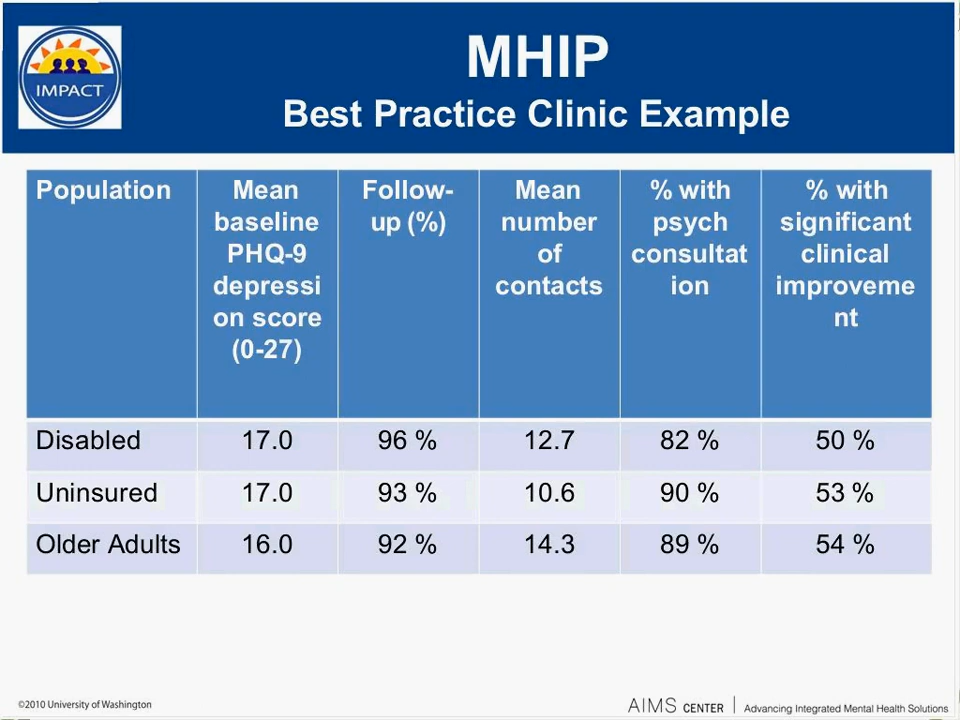 IMPACT
MHIP
Best Practice Clinic Example
Population
Mean
baseline
PHQ-9
depressi
on score
(0-27)
Follow-
up (%)
Mean
number
of
contacts
% with
psych
consultat
ion
% with
significant
clinical
improveme
nt
Disabled 17.0 96 % 12.7 82 % 50 %
Uninsured 17.0 93 % 10.6 90 % 53 %
Older Adults 16.0 92 % 14.3 89 % 54 %
©2010 University of Washington
AIMS CENTER | Advancing Integrated Mental Health Solutions